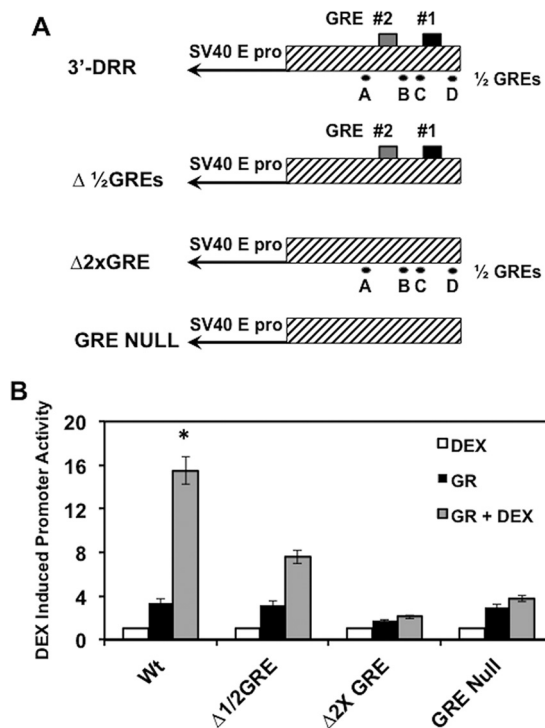 A
GRE #2 #1
SV40 E pro
3'-DRR
½ GREs
A B C D
GRE #2 #1
SV40 E pro
Δ ½GREs
SV40 E pro
Δ2xGRE
½ GREs
A B C D
SV40 E pro
GRE NULL
B
DEX Induced Promoter Activity
20
16
12
8
4
0
*
DEX
GR
GR + DEX
Wt
Δ1/2GRE
Δ2X GRE
GRE Null